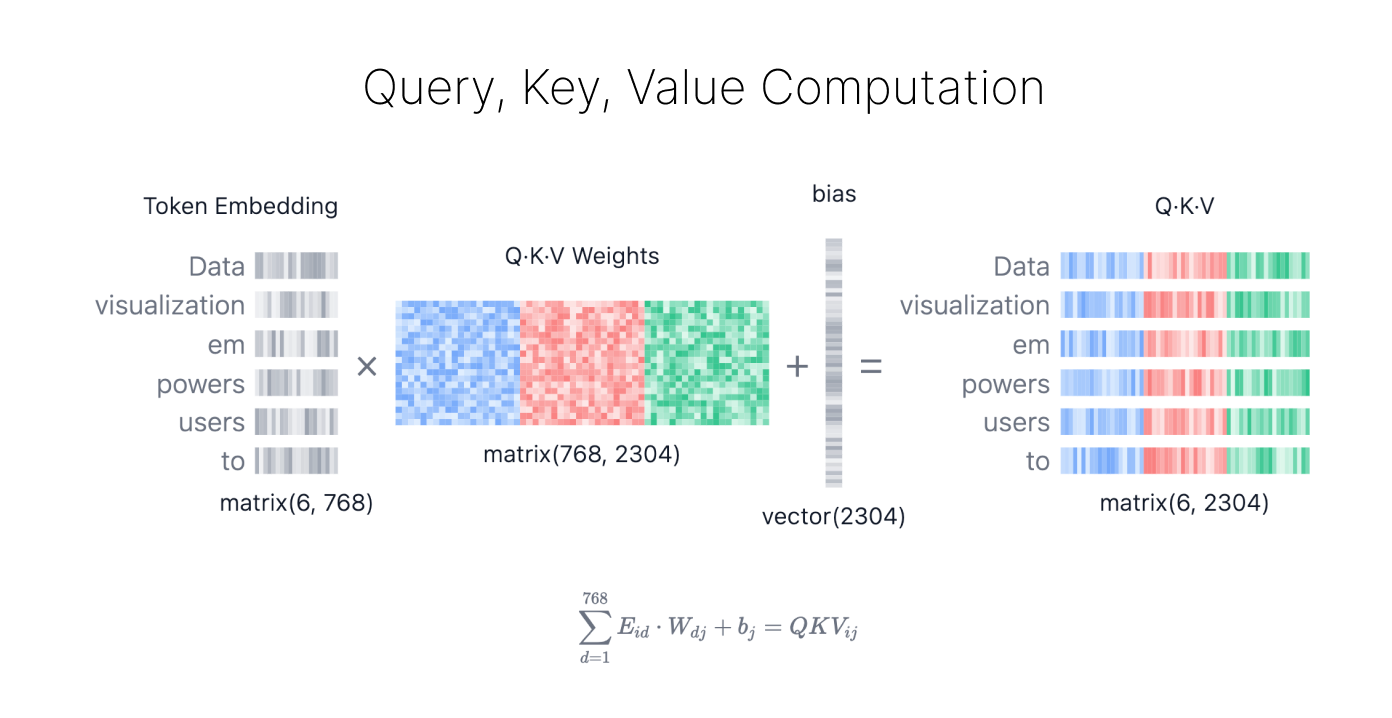 Query, Key, Value Computation
Token Embedding
Data
visualization
em
powers
users
to
matrix(6, 768)
×
Q·K·V Weights
matrix(768, 2304)
+
bias
vector(2304)
=
Q·K·V
Data
visualization
em
powers
users
to
matrix(6, 2304)
\sum_{d=1}^{768} E_{id} · W_{dj} + b_j = QKV_{ij}